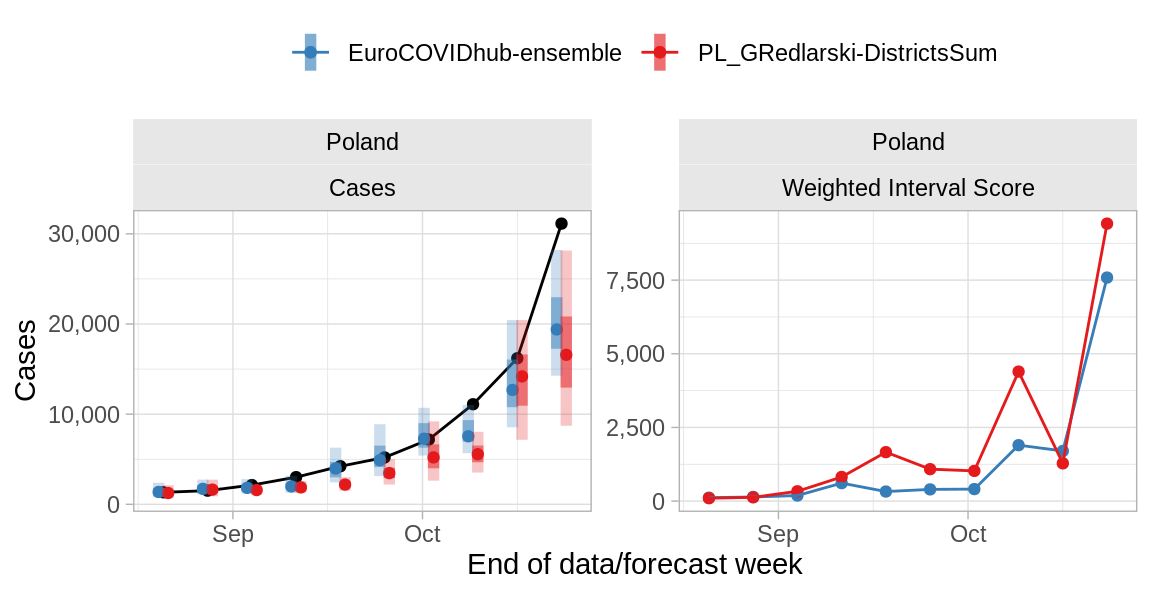 EuroCOVIDhub-ensemble PL_GRedlarski-DistrictsSum
Poland
Cases
30,000
20,000
10,000
0
Cases
Sep Oct
Poland
Weighted Interval Score
7,500
5,000
2,500
0
Sep Oct
End of data/forecast week